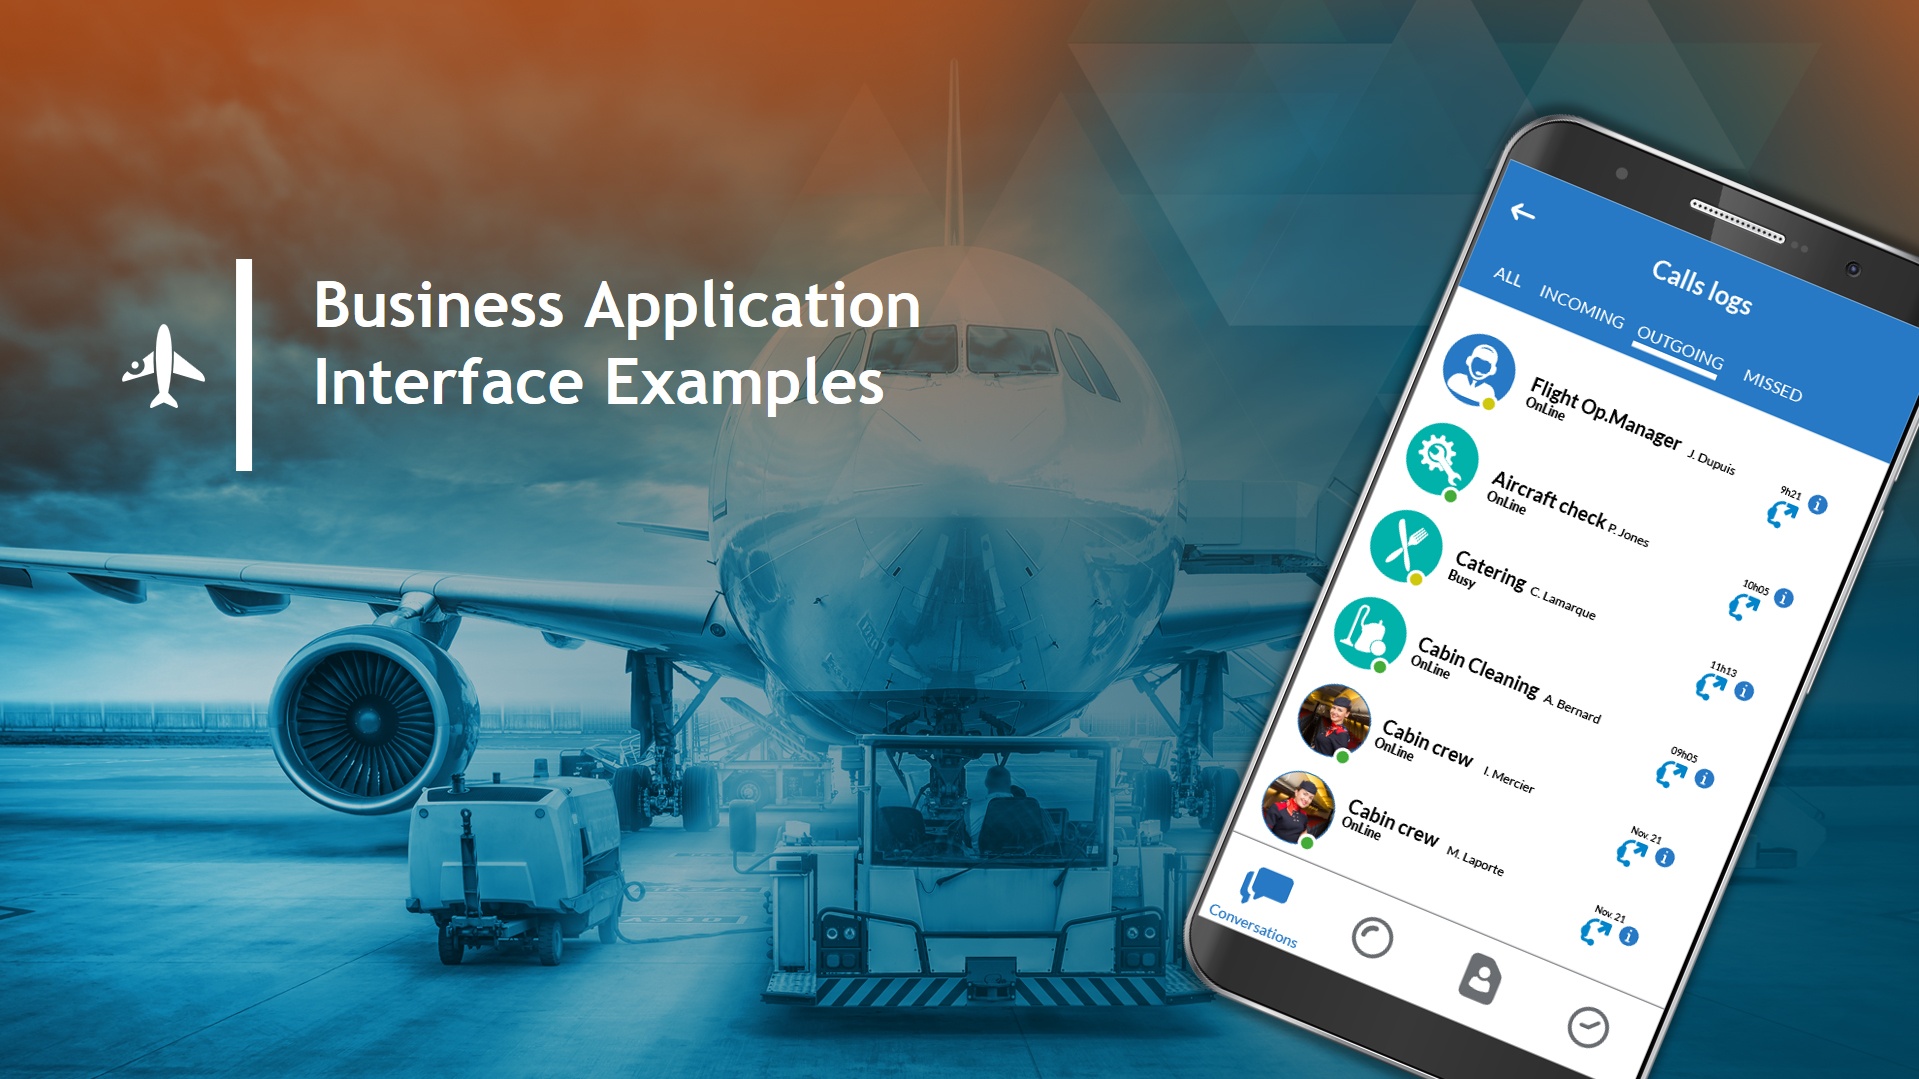 Business Application
Interface Examples
Calls logs
ALL INCOMING OUTGOING MISSED
Flight Op.Manager J. Dupuis
OnLine
9h21
Aircraft check P. Jones
OnLine
10h05
Catering C. Lamarque
Busy
11h13
Cabin Cleaning A. Bernard
OnLine
09h05
Cabin crew I. Mercier
OnLine
Nov. 21
Cabin crew M. Laporte
OnLine
Nov. 21
Conversations